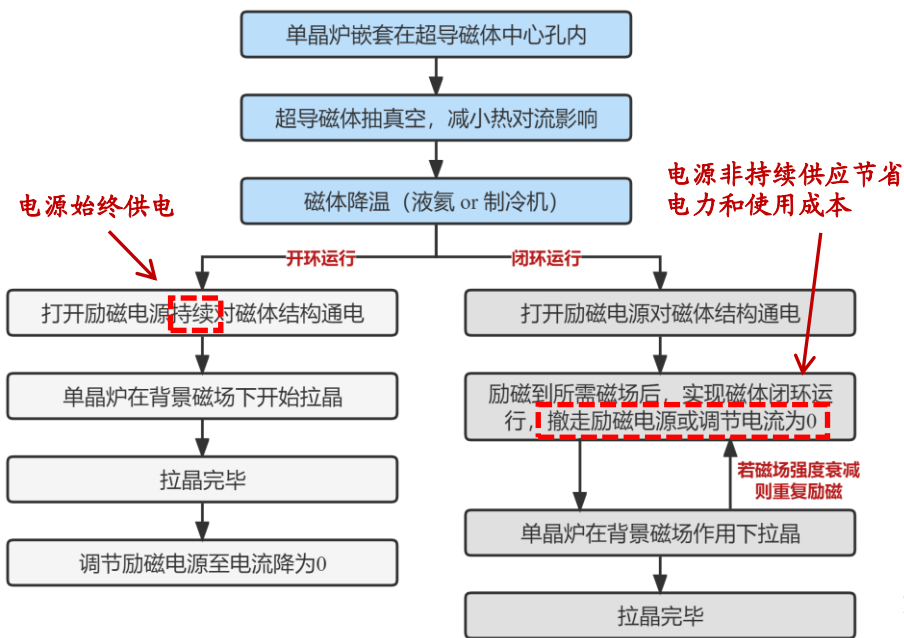 单晶炉嵌套在超导磁体中心孔内
超导磁体抽真空，减小热对流影响
磁体降温（液氦 or 制冷机）
电源始终供电
电源非持续供应节省
电力和使用成本
开环运行
闭环运行
打开励磁电源持续对磁体结构通电
单晶炉在背景磁场下开始拉晶
拉晶完毕
调节励磁电源至电流降为0
打开励磁电源对磁体结构通电
励磁到所需磁场后，实现磁体闭环运
行，撤走励磁电源或调节电流为0
若磁场强度衰减
则重复励磁
单晶炉在背景磁场作用下拉晶
拉晶完毕